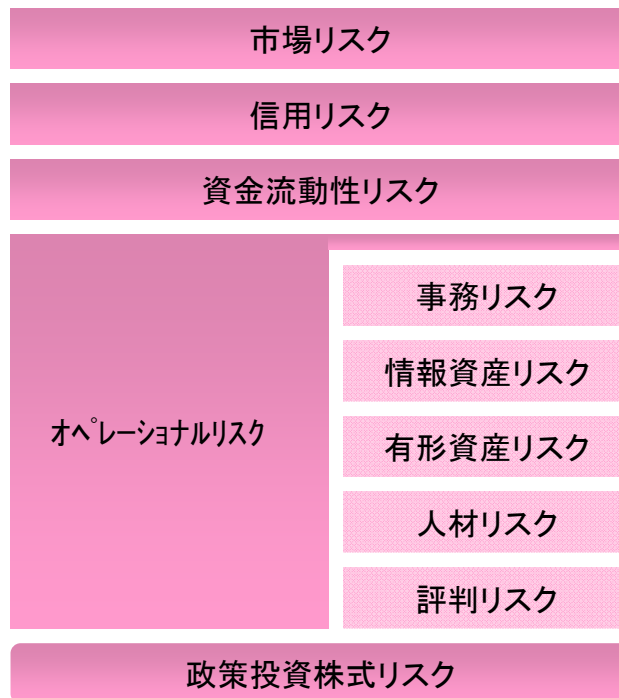 市場リスク
信用リスク
資金流動性リスク
オペレーショナルリスク
事務リスク
情報資産リスク
有形資産リスク
人材リスク
評判リスク
政策投資株式リスク